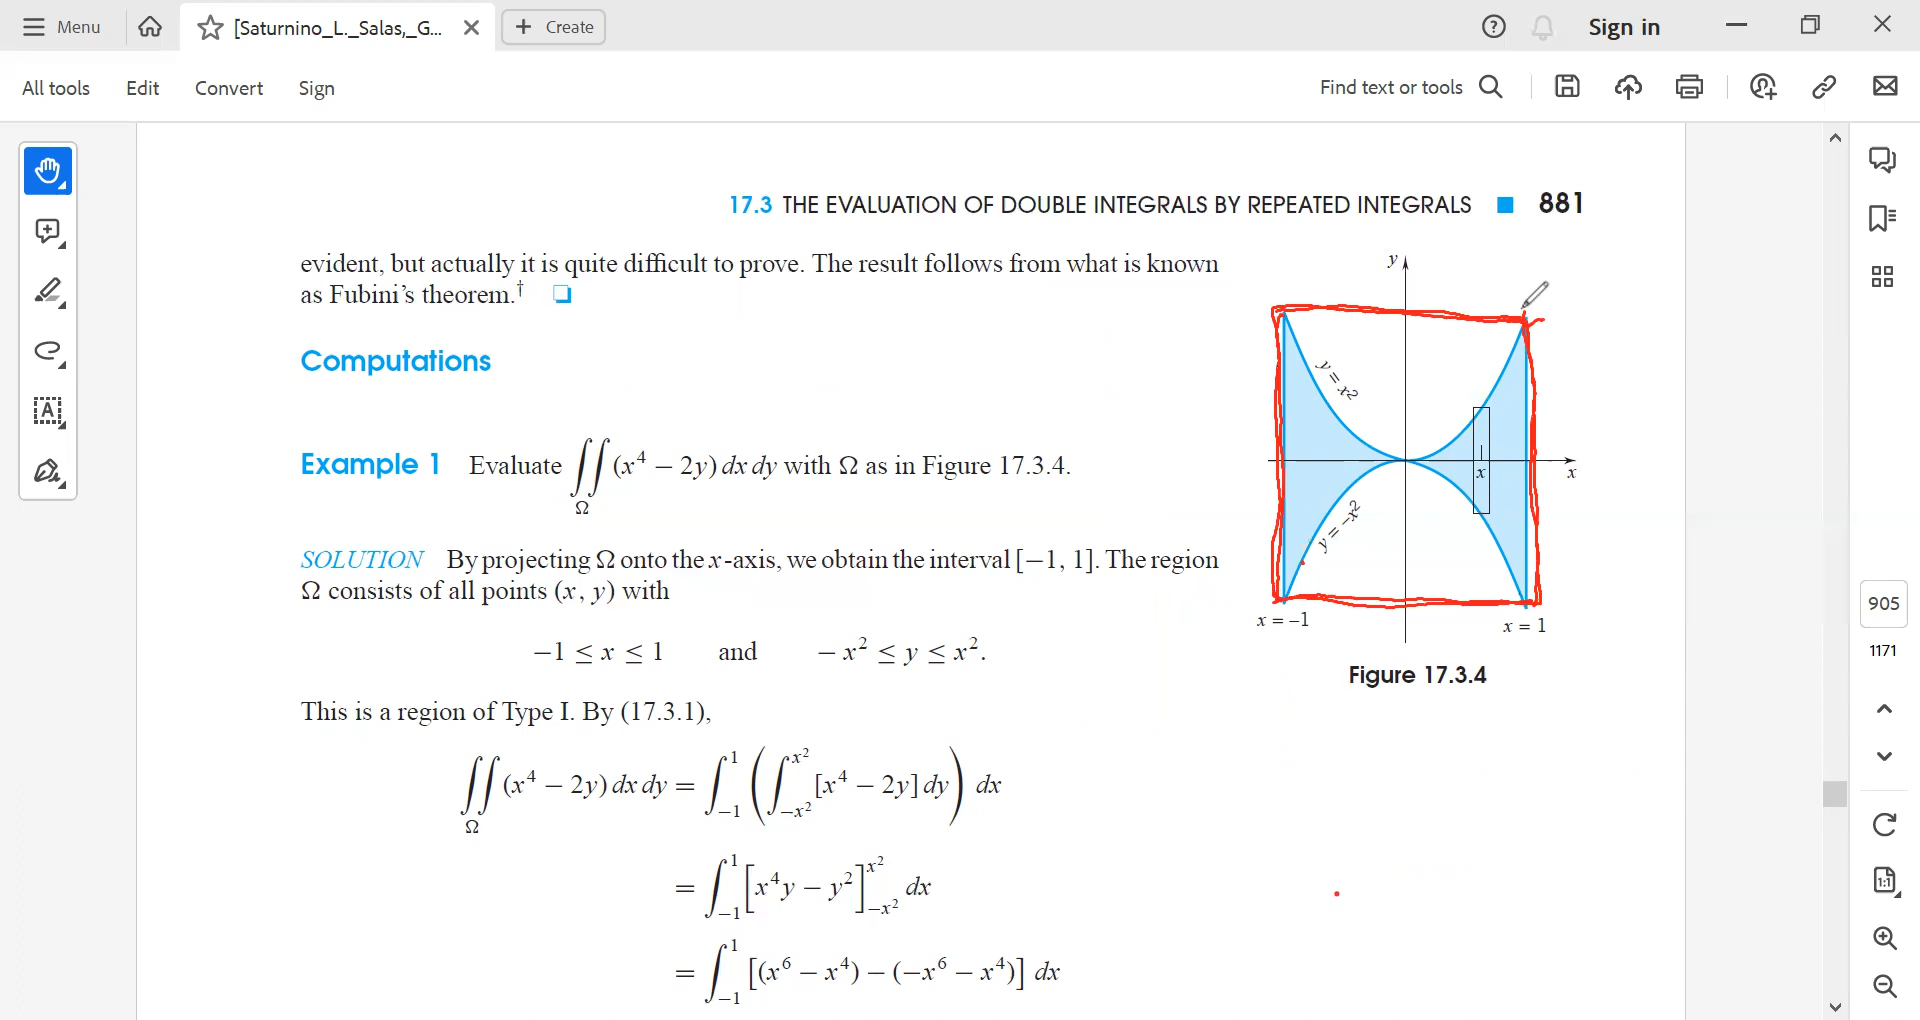 Menu
[Saturnino_L._Salas,_G...
Create
Sign in
All tools
Edit
Convert
Sign
Find text or tools
17.3 THE EVALUATION OF DOUBLE INTEGRALS BY REPEATED INTEGRALS ■ 881
evident, but actually it is quite difficult to prove. The result follows from what is known
as Fubini's theorem.† ❏
Computations
Example 1 Evaluate ∬_Ω (x⁴ − 2y) dx dy with Ω as in Figure 17.3.4.
SOLUTION By projecting Ω onto the x-axis, we obtain the interval [−1, 1]. The region
Ω consists of all points (x, y) with
−1 ≤ x ≤ 1 and − x² ≤ y ≤ x².
This is a region of Type I. By (17.3.1),
∬_Ω (x⁴ − 2y) dx dy = ∫_{−1}^{1} (∫_{−x²}^{x²} [x⁴ − 2y] dy) dx
= ∫_{−1}^{1} [x⁴y − y²]_{−x²}^{x²} dx
= ∫_{−1}^{1} [(x⁶ − x⁴) − (−x⁶ − x⁴)] dx
y
y = x²
x
x
y = −x²
x = −1
x = 1
Figure 17.3.4
905
1171